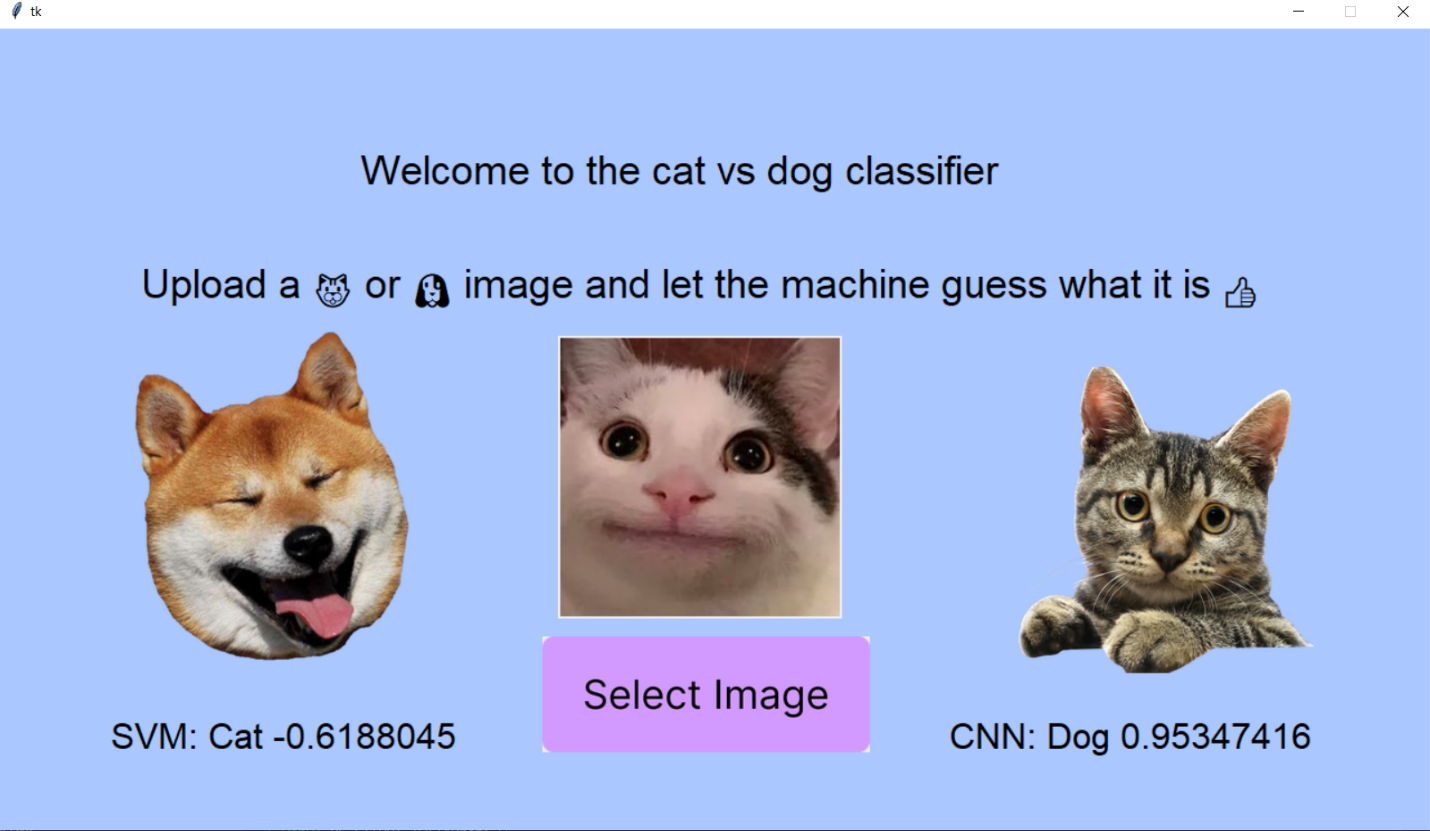 tk
Welcome to the cat vs dog classifier
Upload a 🐱 or 🐶 image and let the machine guess what it is 👍
Select Image
SVM: Cat -0.6188045
CNN: Dog 0.95347416